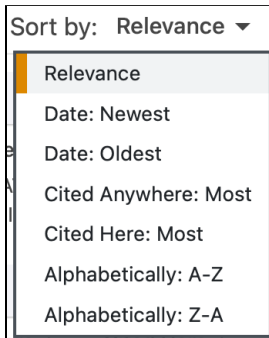 Sort by: Relevance
Relevance
Date: Newest
Date: Oldest
Cited Anywhere: Most
Cited Here: Most
Alphabetically: A-Z
Alphabetically: Z-A